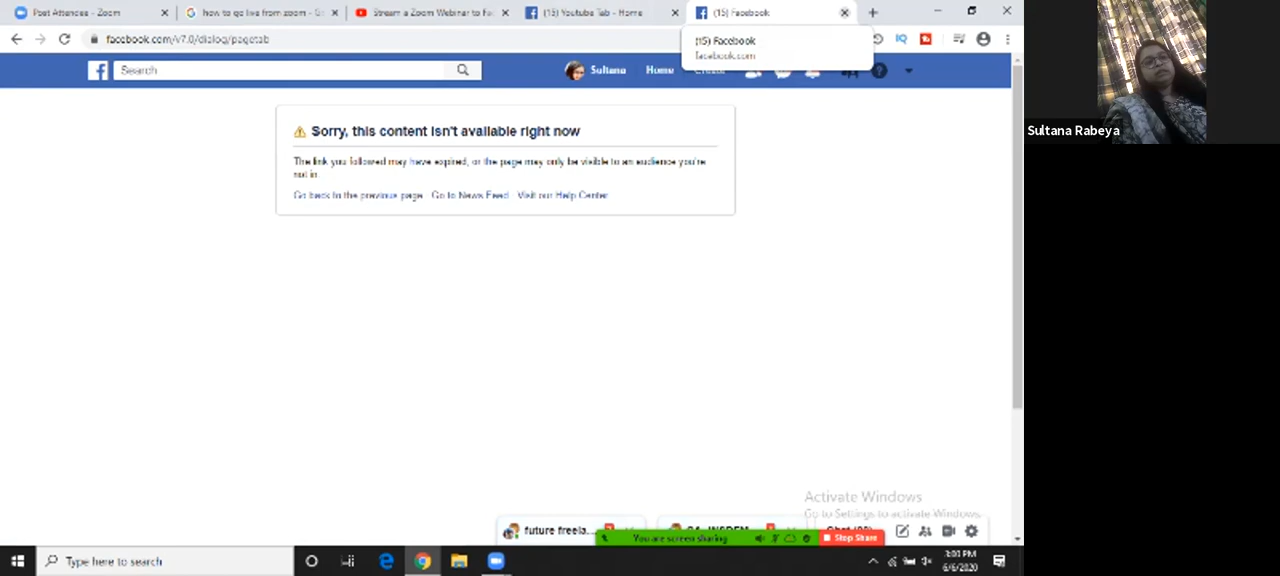 Post Attendee - Zoom
how to go live from zoom - G
Stream a Zoom Webinar to Fa
(15) Youtube Tab - Home
(15) Facebook
facebook.com/v7.0/dialog/pagetab
(15) Facebook
facebook.com
Search
Sultana
Home
Sorry, this content isn't available right now
The link you followed may have expired, or the page may only be visible to an audience you're
not in.
Go back to the previous page · Go to News Feed · Visit our Help Center
Sultana Rabeya
Activate Windows
Go to Settings to activate Windows.
future freela...
You are screen sharing
Stop Share
Type here to search
3:00 PM
6/6/2020